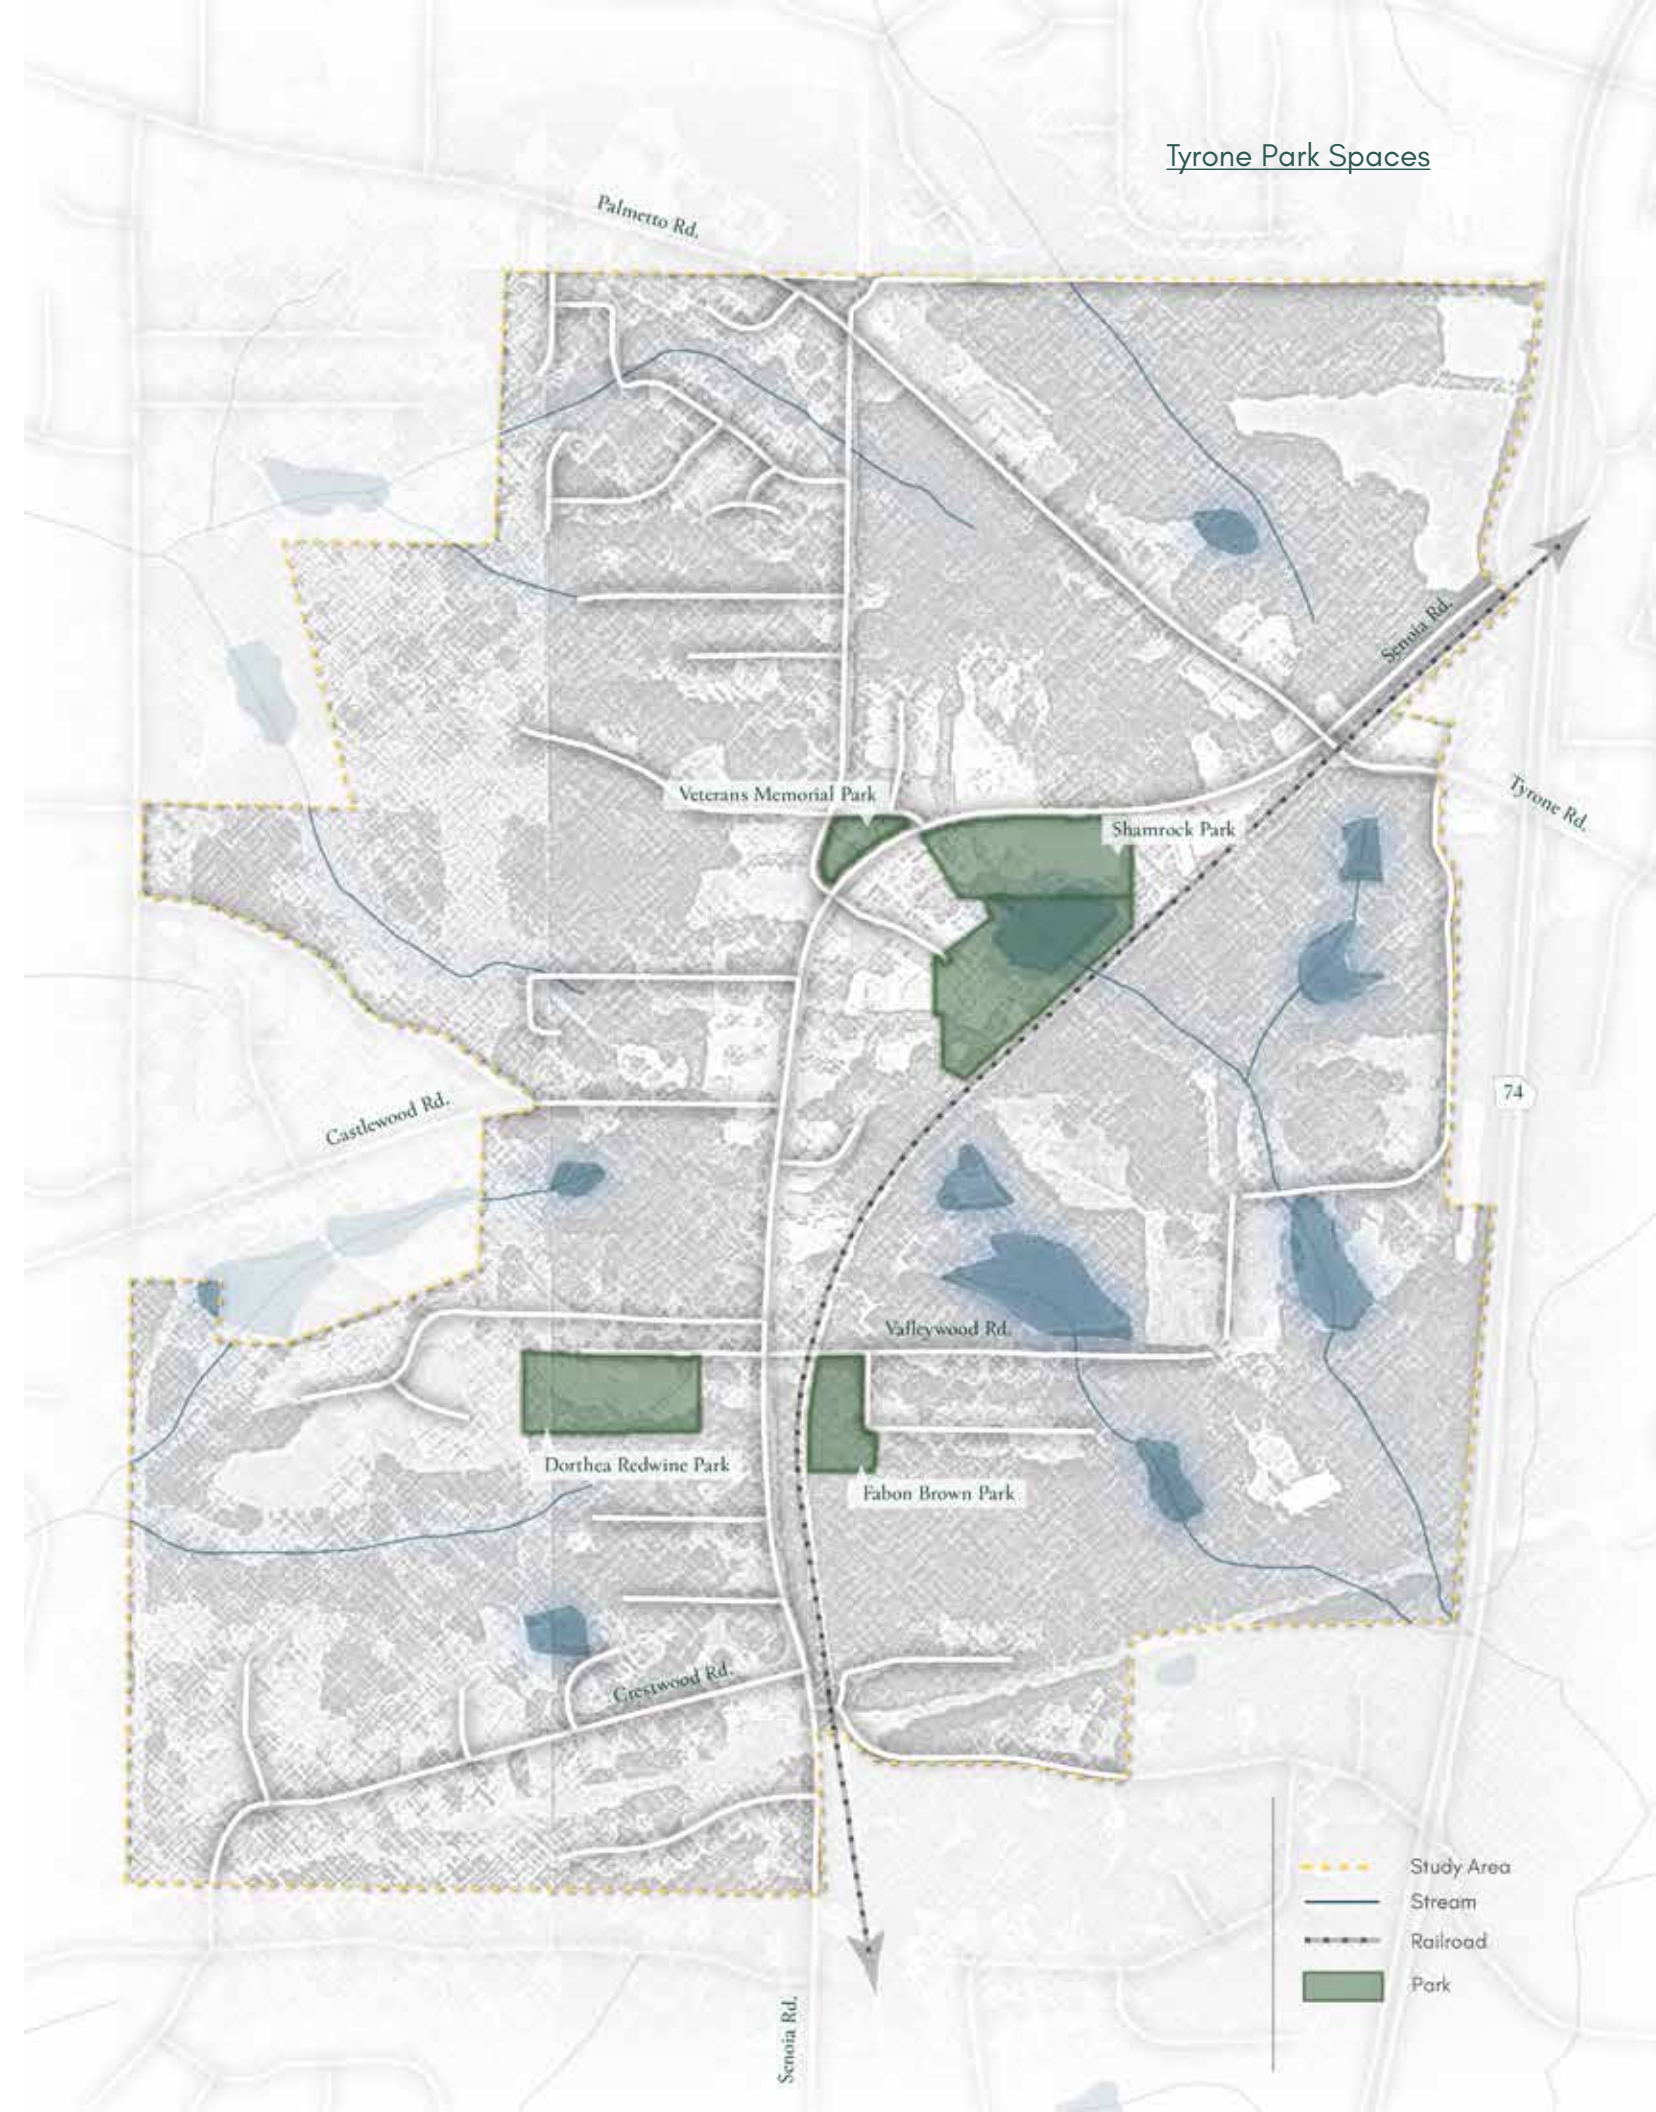 Tyrone Park Spaces
Palmetto Rd.
Senoia Rd.
Tyrone Rd.
Veterans Memorial Park
Shamrock Park
74
Castlewood Rd.
Valleywood Rd.
Dorthea Redwine Park
Fabon Brown Park
Crestwood Rd.
Senoia Rd.
Study Area
Stream
Railroad
Park